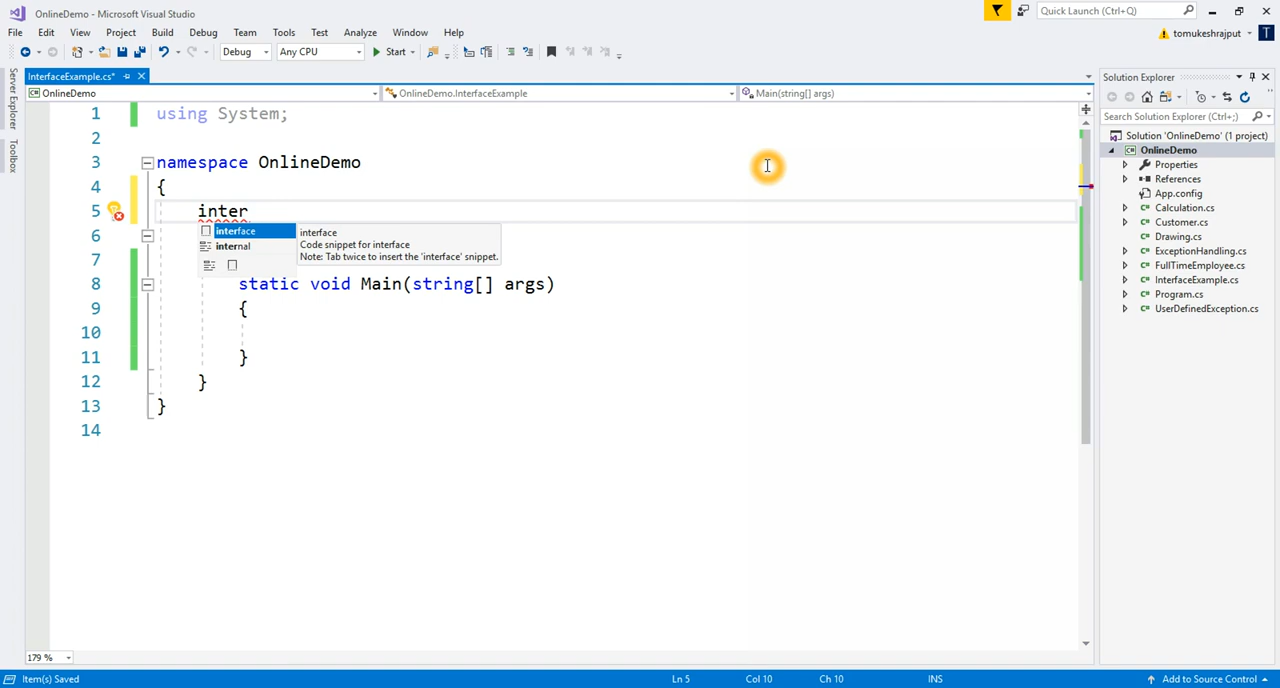 OnlineDemo - Microsoft Visual Studio
Quick Launch (Ctrl+Q)
File Edit View Project Build Debug Team Tools Test Analyze Window Help
tomukeshrajput
T
Debug Any CPU Start
InterfaceExample.cs*
OnlineDemo OnlineDemo.InterfaceExample Main(string[] args)
Server Explorer
Toolbox
1 using System;
2
3 namespace OnlineDemo
4 {
5 inter
6
7
8 static void Main(string[] args)
9 {
10
11 }
12 }
13 }
14
interface
internal
interface
Code snippet for interface
Note: Tab twice to insert the 'interface' snippet.
Solution Explorer
Search Solution Explorer (Ctrl+;)
Solution 'OnlineDemo' (1 project)
OnlineDemo
Properties
References
App.config
Calculation.cs
Customer.cs
Drawing.cs
ExceptionHandling.cs
FullTimeEmployee.cs
InterfaceExample.cs
Program.cs
UserDefinedException.cs
179 %
Item(s) Saved Ln 5 Col 10 Ch 10 INS Add to Source Control